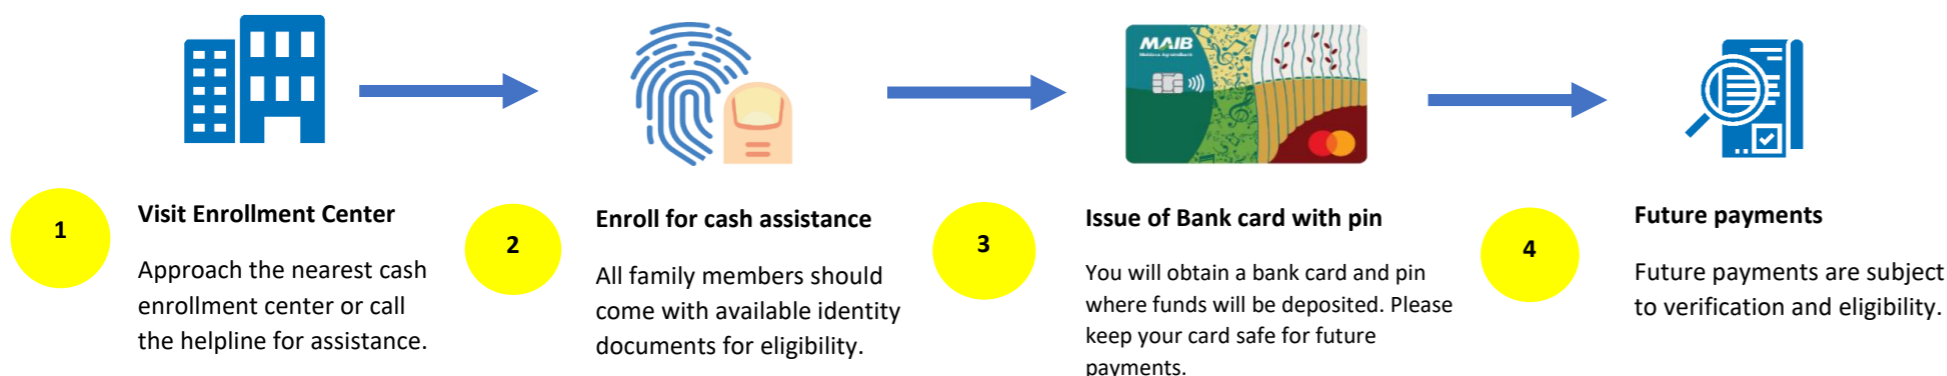 MAIB
1
Visit Enrollment Center
Approach the nearest cash
enrollment center or call
the helpline for assistance.
2
Enroll for cash assistance
All family members should
come with available identity
documents for eligibility.
3
Issue of Bank card with pin
You will obtain a bank card and pin
where funds will be deposited. Please
keep your card safe for future
payments.
4
Future payments
Future payments are subject
to verification and eligibility.